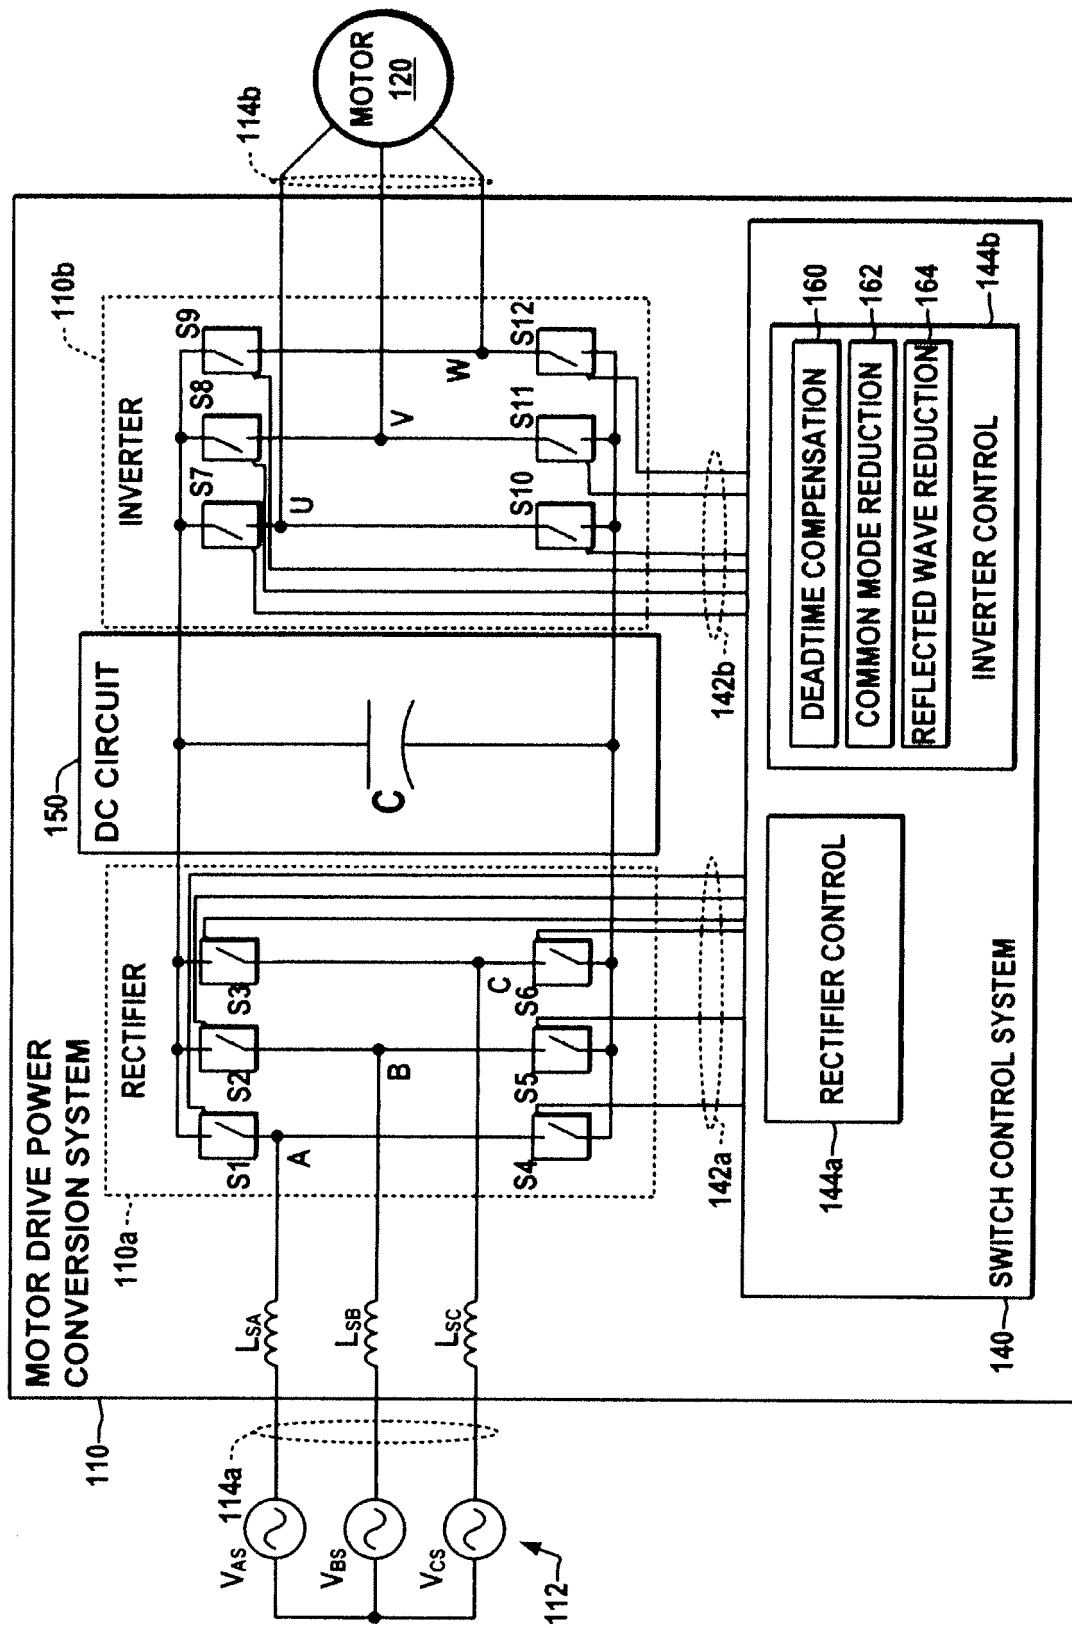 MOTOR DRIVE POWER
CONVERSION SYSTEM
110
112
VAS
VBS
VCS
114a
LSA
LSB
LSC
110a
RECTIFIER
S1
S2
S3
A
B
C
S4
S5
S6
142a
150
DC CIRCUIT
C
110b
INVERTER
S7
S8
S9
U
V
W
S10
S11
S12
142b
114b
MOTOR
120
140
SWITCH CONTROL SYSTEM
144a
RECTIFIER CONTROL
DEADTIME COMPENSATION
160
COMMON MODE REDUCTION
162
REFLECTED WAVE REDUCTION
164
INVERTER CONTROL
144b